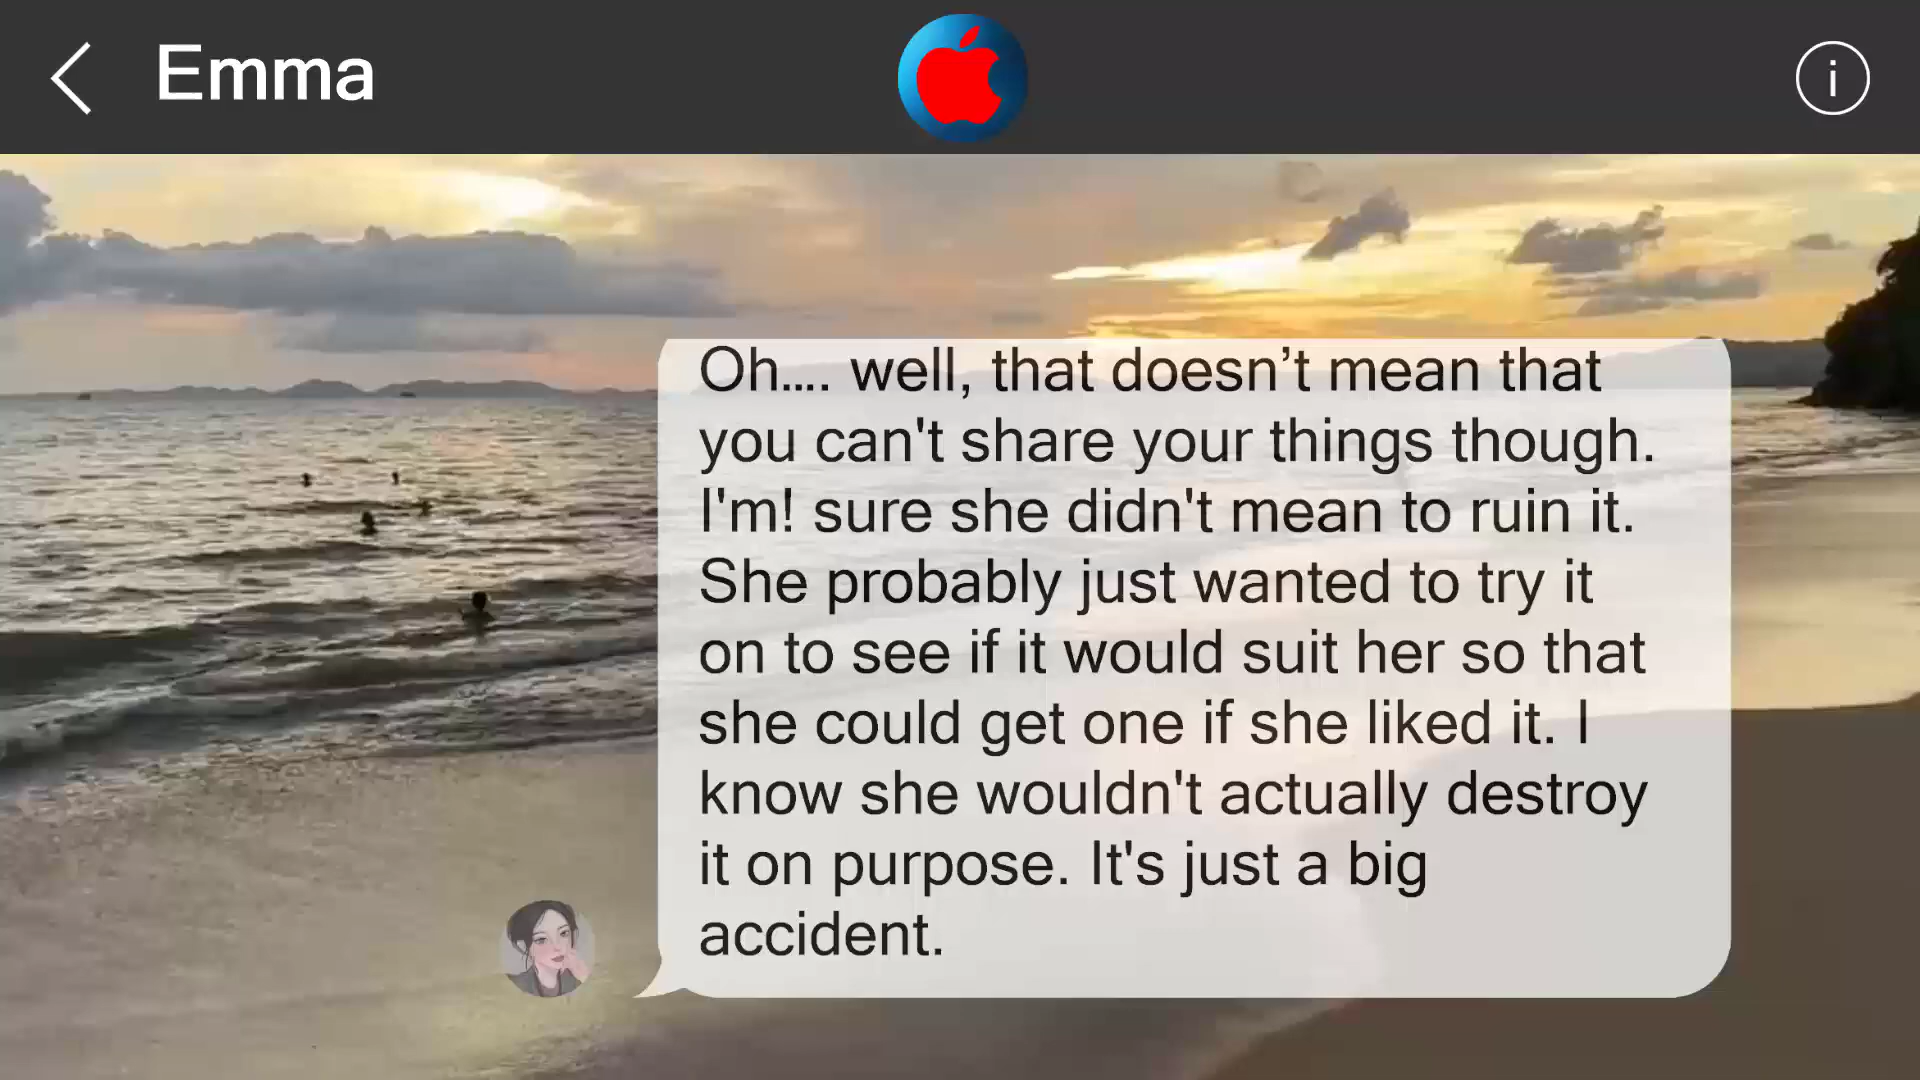 Emma
i
Oh.... well, that doesn’t mean that
you can't share your things though.
I'm! sure she didn't mean to ruin it.
She probably just wanted to try it
on to see if it would suit her so that
she could get one if she liked it. I
know she wouldn't actually destroy
it on purpose. It's just a big
accident.